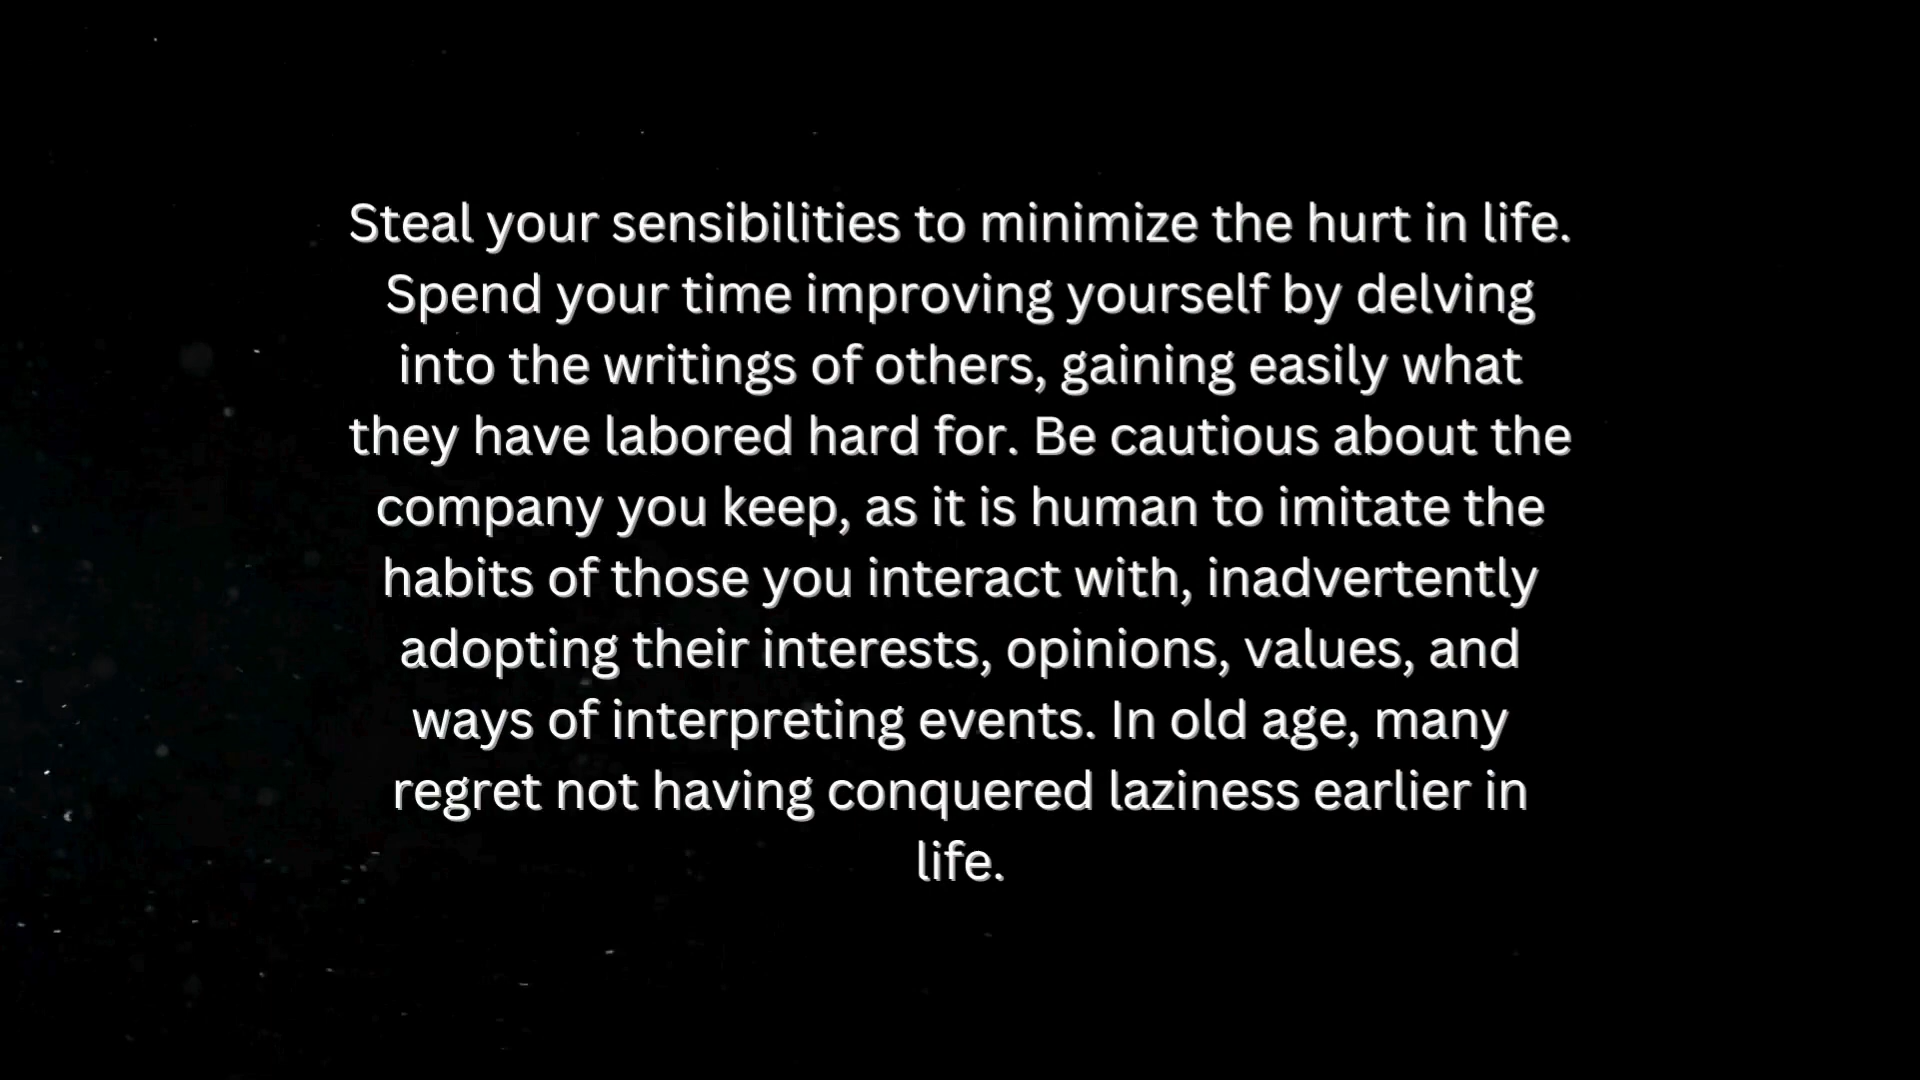 Steal your sensibilities to minimize the hurt in life.
Spend your time improving yourself by delving
into the writings of others, gaining easily what
they have labored hard for. Be cautious about the
company you keep, as it is human to imitate the
habits of those you interact with, inadvertently
adopting their interests, opinions, values, and
ways of interpreting events. In old age, many
regret not having conquered laziness earlier in
life.